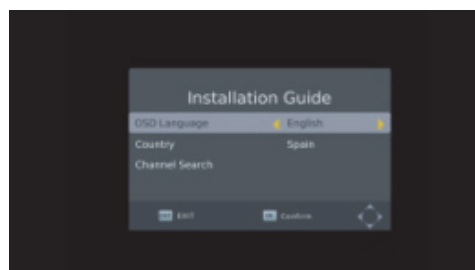 Installation Guide
OSD Language English
Country Spain
Channel Search
EXIT Confirm